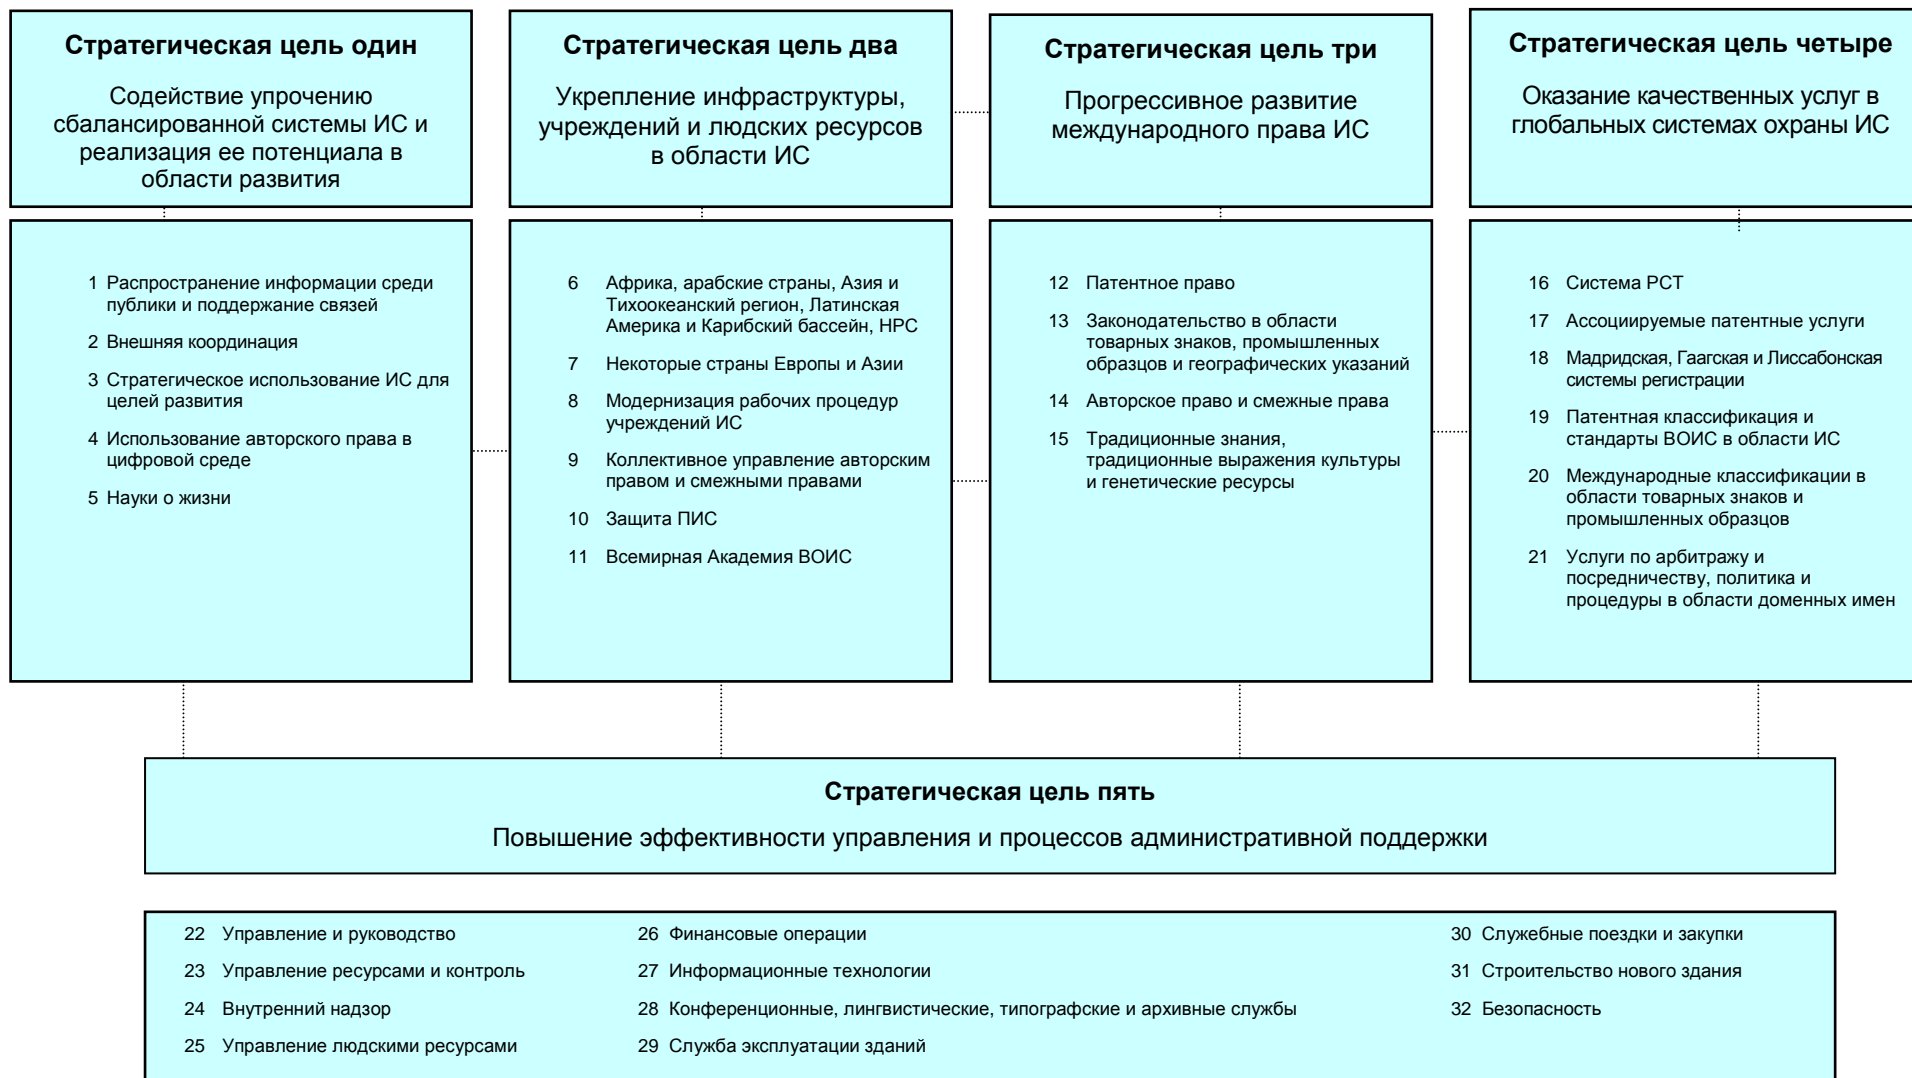 Стратегическая цель один
Содействие упрочению
сбалансированной системы ИС и
реализация ее потенциала в
области развития
Стратегическая цель два
Укрепление инфраструктуры,
учреждений и людских ресурсов
в области ИС
Стратегическая цель три
Прогрессивное развитие
международного права ИС
Стратегическая цель четыре
Оказание качественных услуг в
глобальных системах охраны ИС
1 Распространение информации среди
публики и поддержание связей
2 Внешняя координация
3 Стратегическое использование ИС для
целей развития
4 Использование авторского права в
цифровой среде
5 Науки о жизни
6 Африка, арабские страны, Азия и
Тихоокеанский регион, Латинская
Америка и Карибский бассейн, НРС
7 Некоторые страны Европы и Азии
8 Модернизация рабочих процедур
учреждений ИС
9 Коллективное управление авторским
правом и смежными правами
10 Защита ПИС
11 Всемирная Академия ВОИС
12 Патентное право
13 Законодательство в области
товарных знаков, промышленных
образцов и географических указаний
14 Авторское право и смежные права
15 Традиционные знания,
традиционные выражения культуры
и генетические ресурсы
16 Система РСТ
17 Ассоциируемые патентные услуги
18 Мадридская, Гаагская и Лиссабонская
системы регистрации
19 Патентная классификация и
стандарты ВОИС в области ИС
20 Международные классификации в
области товарных знаков и
промышленных образцов
21 Услуги по арбитражу и
посредничеству, политика и
процедуры в области доменных имен
Стратегическая цель пять
Повышение эффективности управления и процессов административной поддержки
22 Управление и руководство
23 Управление ресурсами и контроль
24 Внутренний надзор
25 Управление людскими ресурсами
26 Финансовые операции
27 Информационные технологии
28 Конференционные, лингвистические, типографские и архивные службы
29 Служба эксплуатации зданий
30 Служебные поездки и закупки
31 Строительство нового здания
32 Безопасность